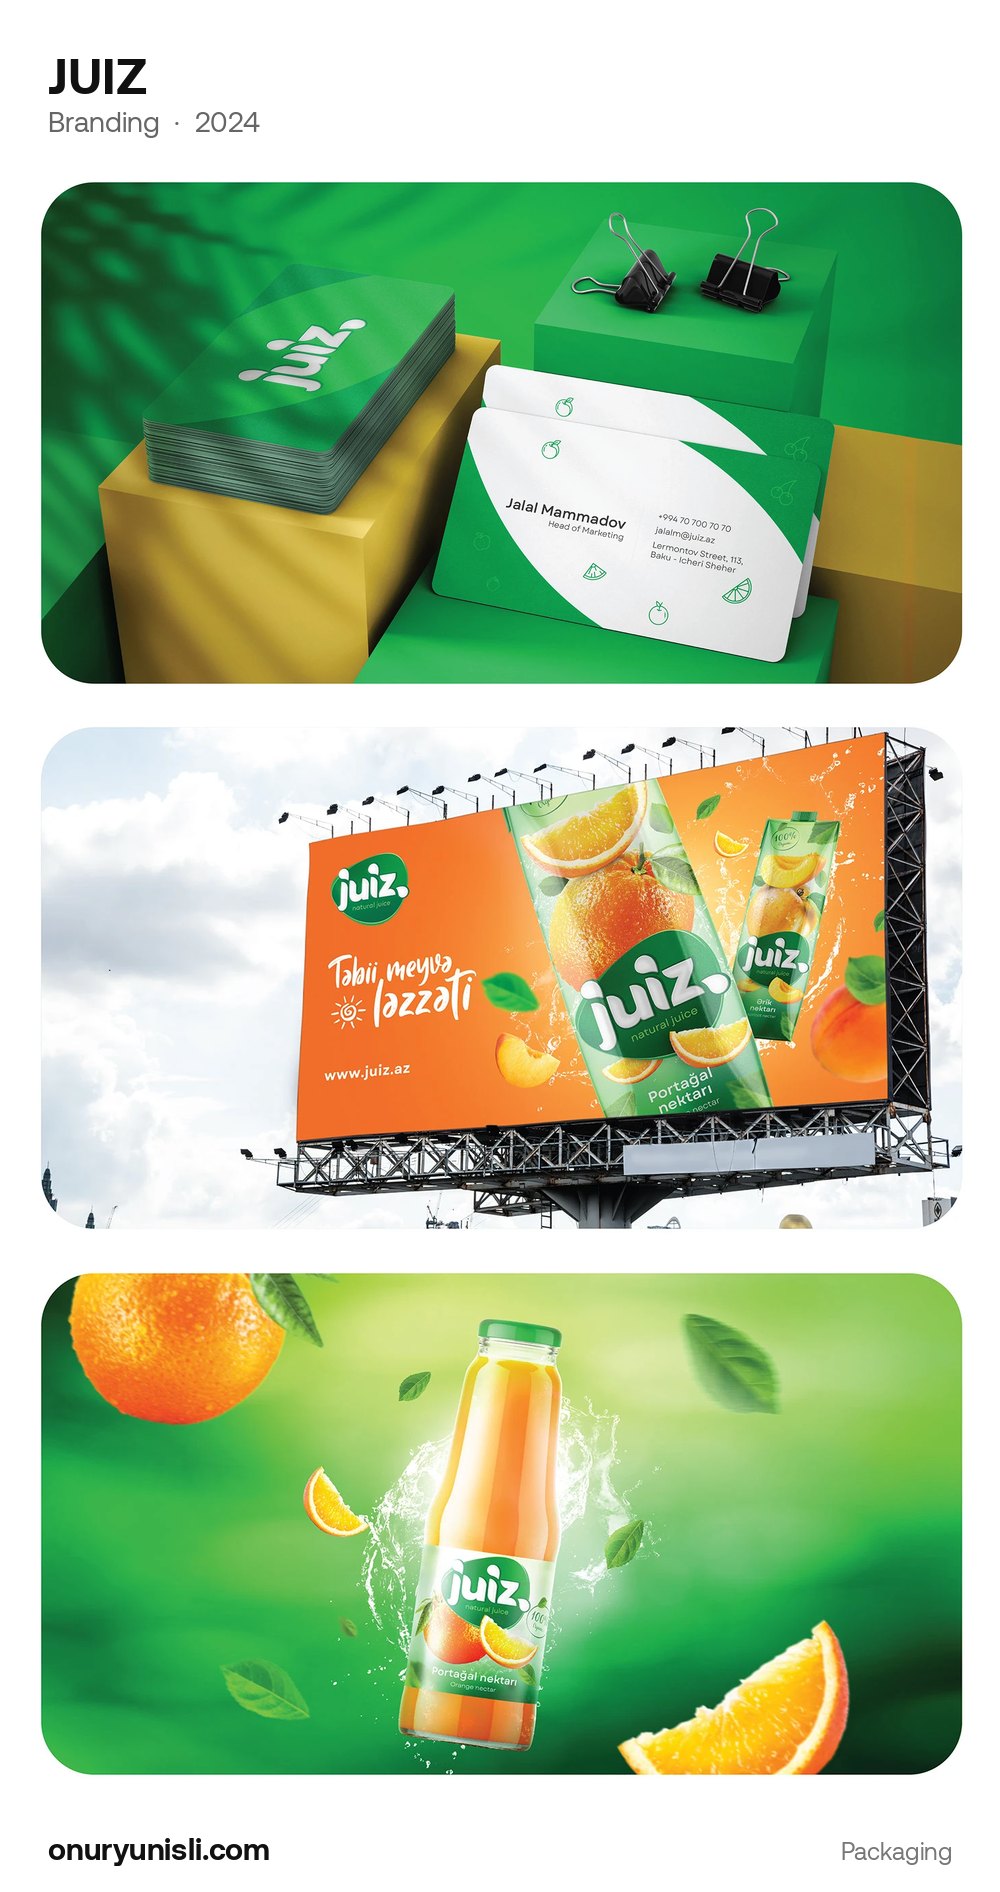 JUIZ
Branding · 2024
juiz.
Jalal Mammadov
Head of Marketing
+994 70 700 70 70
jalalm@juiz.az
Lermontov Street, 113,
Baku - Icheri Sheher
juiz.
natural juice
Təbii meyvə
ləzzəti
www.juiz.az
juiz.
natural juice
Portağal
nektarı
nectar
100%
juiz.
natural juice
Ərik
nektarı
juiz.
natural juice
100%
Portağal nektarı
Orange nectar
onuryunisli.com
Packaging